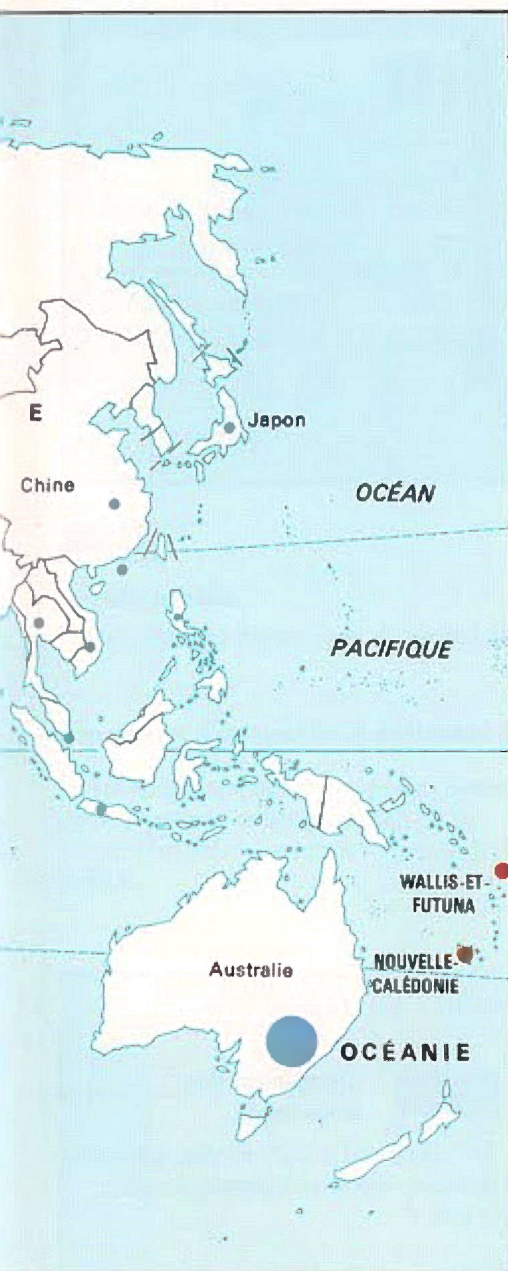 E
Japon
Chine
OCÉAN
PACIFIQUE
WALLIS-ET-
FUTUNA
Australie
NOUVELLE-
CALÉDONIE
OCÉANIE